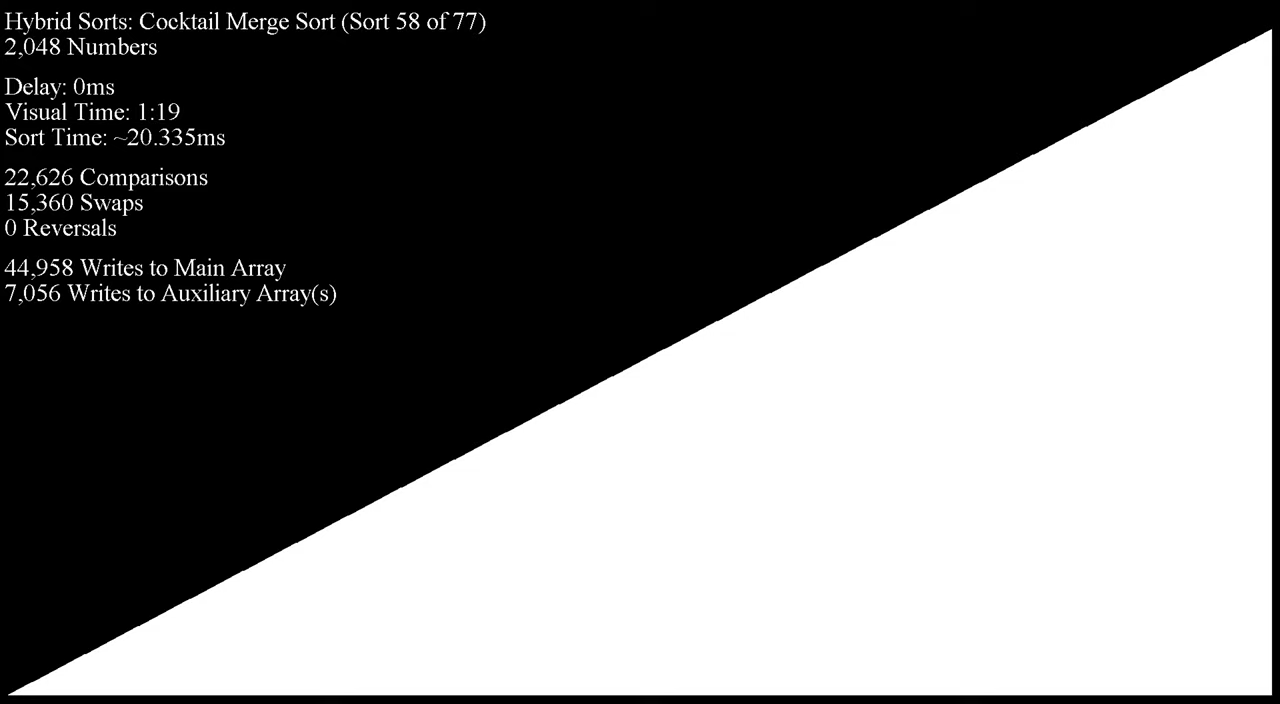 Hybrid Sorts: Cocktail Merge Sort (Sort 58 of 77)
2,048 Numbers
Delay: 0ms
Visual Time: 1:19
Sort Time: ~20.335ms
22,626 Comparisons
15,360 Swaps
0 Reversals
44,958 Writes to Main Array
7,056 Writes to Auxiliary Array(s)